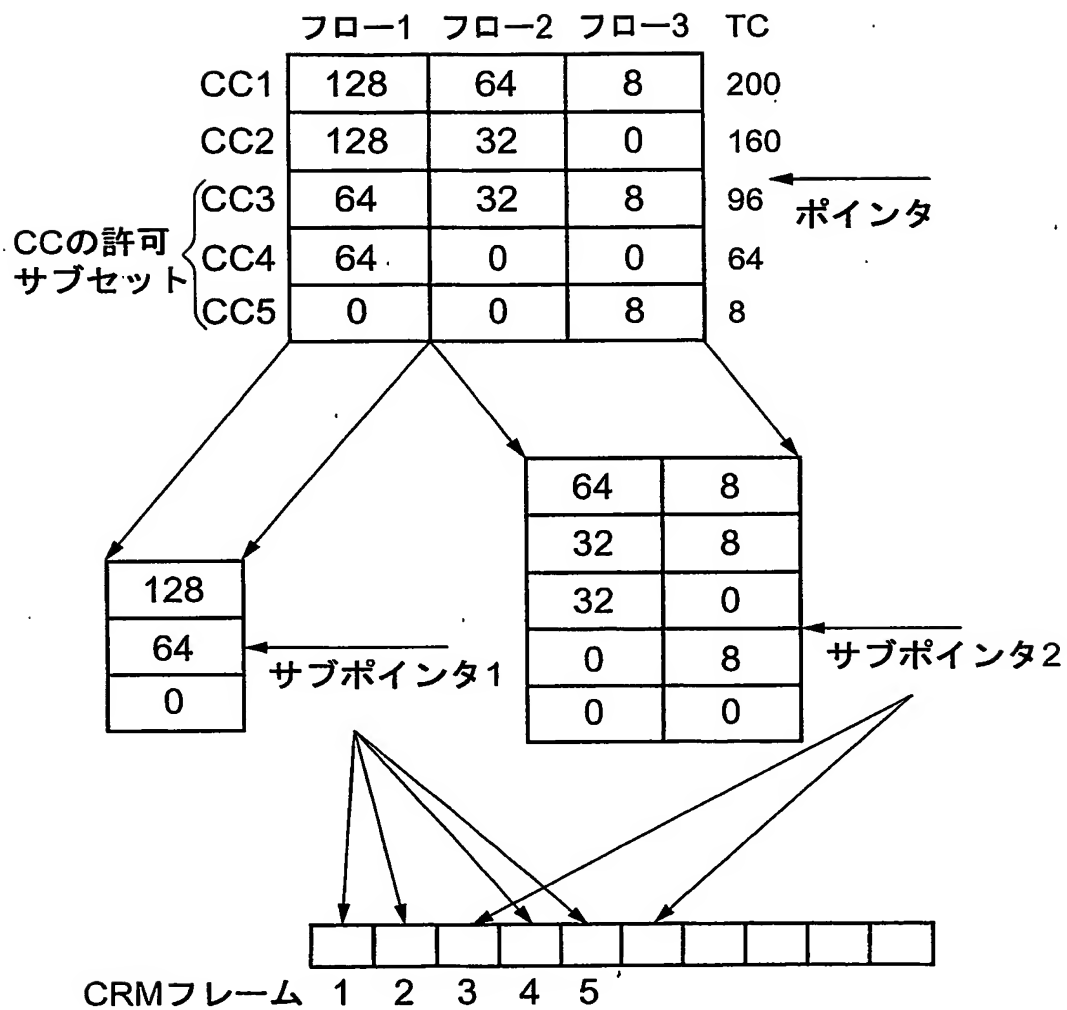 フロー1 フロー2 フロー3 TC
CC1 128 64 8 200
CC2 128 32 0 160
CC3 64 32 8 96
ポインタ
CCの許可
サブセット
CC4 64 0 0 64
CC5 0 0 8 8
64 8
32 8
32 0
0 8
0 0
サブポインタ2
128
64
0
サブポインタ1
CRMフレーム 1 2 3 4 5